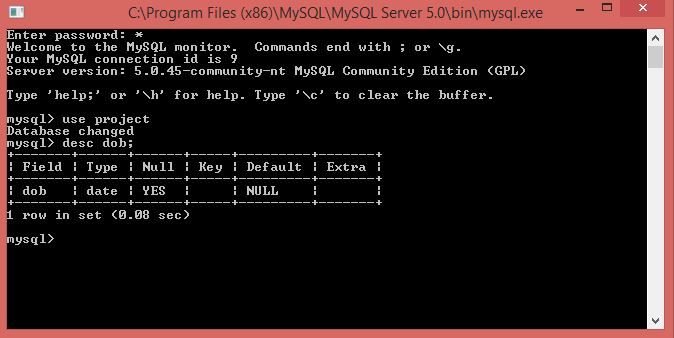 C:\Program Files (x86)\MySQL\MySQL Server 5.0\bin\mysql.exe
Enter password: *
Welcome to the MySQL monitor.  Commands end with ; or \g.
Your MySQL connection id is 9
Server version: 5.0.45-community-nt MySQL Community Edition (GPL)
Type 'help;' or '\h' for help. Type '\c' to clear the buffer.
mysql> use project
Database changed
mysql> desc dob;
+-------+------+------+-----+---------+-------+
| Field | Type | Null | Key | Default | Extra |
+-------+------+------+-----+---------+-------+
| dob   | date | YES  |     | NULL    |       |
+-------+------+------+-----+---------+-------+
1 row in set (0.08 sec)
mysql>